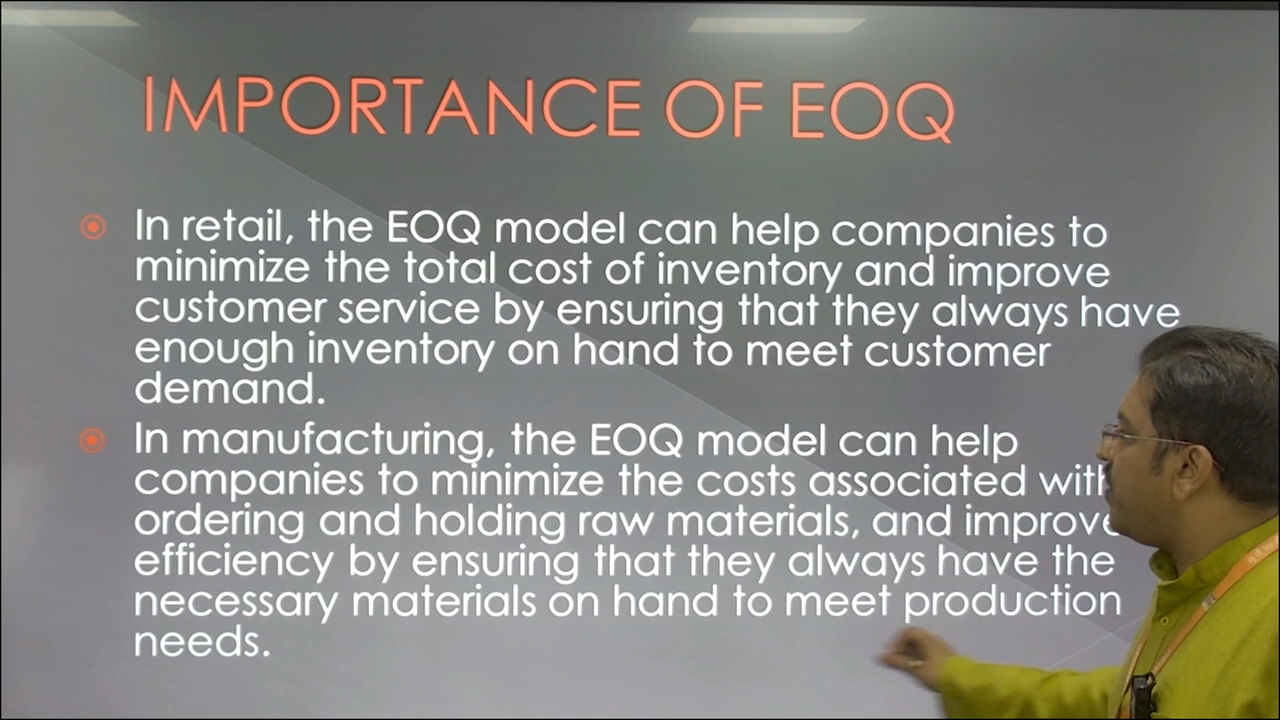 IMPORTANCE OF EOQ
In retail, the EOQ model can help companies to
minimize the total cost of inventory and improve
customer service by ensuring that they always have
enough inventory on hand to meet customer
demand.
In manufacturing, the EOQ model can help
companies to minimize the costs associated with
ordering and holding raw materials, and improve
efficiency by ensuring that they always have the
necessary materials on hand to meet production
needs.